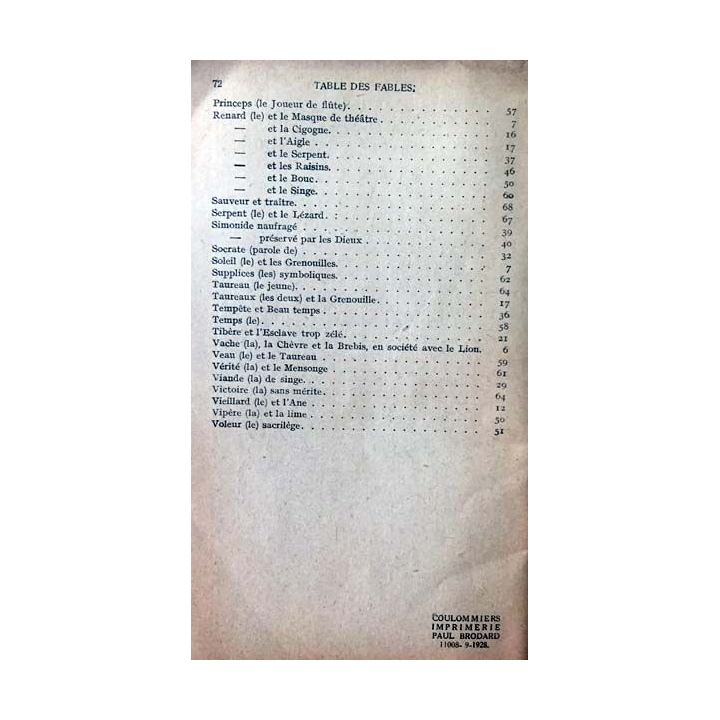 72 TABLE DES FABLES.
Princeps (le Joueur de flûte). . . . . . . . . . . . 57
Renard (le) et le Masque de théâtre . . . . . . . . . . 7
— et la Cigogne. . . . . . . . . . . . . 16
— et l'Aigle . . . . . . . . . . . . . . 17
— et le Serpent. . . . . . . . . . . . . 37
— et les Raisins. . . . . . . . . . . . . 46
— et le Bouc. . . . . . . . . . . . . . 50
— et le Singe. . . . . . . . . . . . . . 60
Sauveur et traître. . . . . . . . . . . . . . . 68
Serpent (le) et le Lézard. . . . . . . . . . . . . 67
Simonide naufragé . . . . . . . . . . . . . . 39
— préservé par les Dieux . . . . . . . . . . 40
Socrate (parole de) . . . . . . . . . . . . . . 32
Soleil (le) et les Grenouilles. . . . . . . . . . . . 7
Supplices (les) symboliques. . . . . . . . . . . . 62
Taureau (le jeune). . . . . . . . . . . . . . . 64
Taureaux (les deux) et la Grenouille. . . . . . . . . . 17
Tempête et Beau temps . . . . . . . . . . . . . 36
Temps (le). . . . . . . . . . . . . . . . . 58
Tibère et l'Esclave trop zélé. . . . . . . . . . . . 21
Vache (la), la Chèvre et la Brebis, en société avec le Lion. 6
Veau (le) et le Taureau . . . . . . . . . . . . . 59
Vérité (la) et le Mensonge . . . . . . . . . . . . 61
Viande (la) de singe. . . . . . . . . . . . . . 29
Victoire (la) sans mérite. . . . . . . . . . . . . 64
Vieillard (le) et l'Ane . . . . . . . . . . . . . 12
Vipère (la) et la lime . . . . . . . . . . . . . 50
Voleur (le) sacrilége. . . . . . . . . . . . . . 51
COULOMMIERS
IMPRIMERIE
PAUL BRODARD
11008- 9-1928.